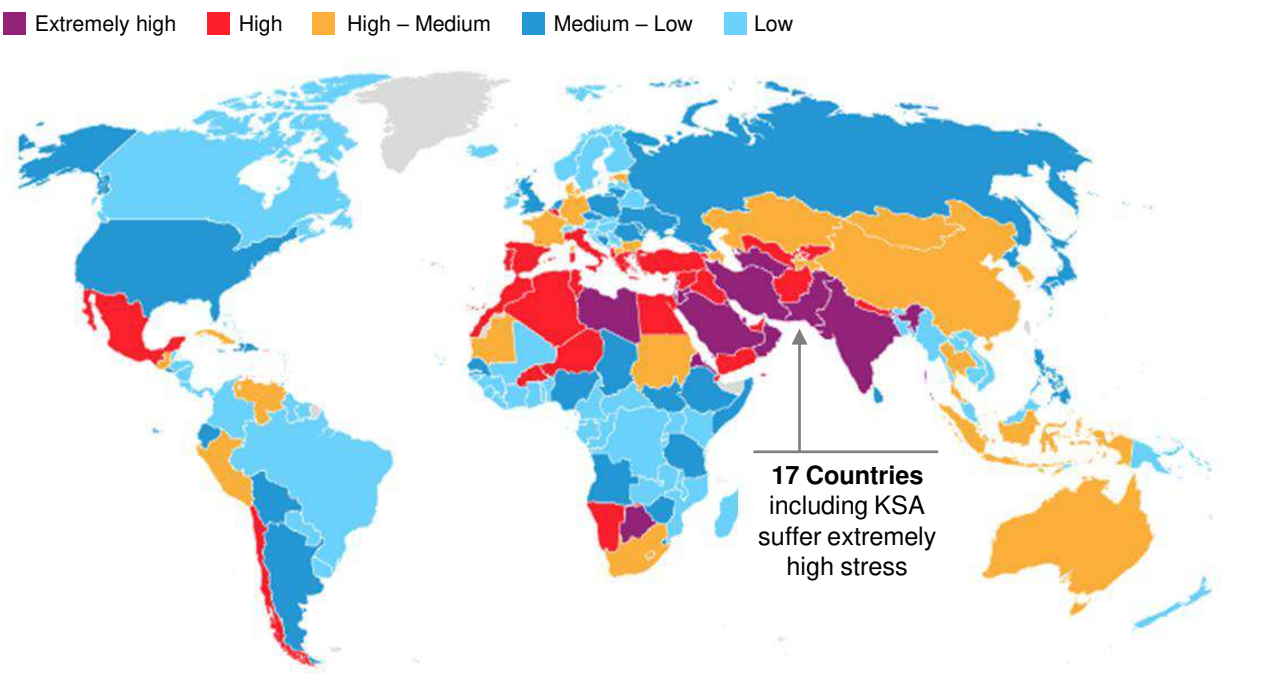 Extremely high High High – Medium Medium – Low Low
17 Countries
including KSA
suffer extremely
high stress